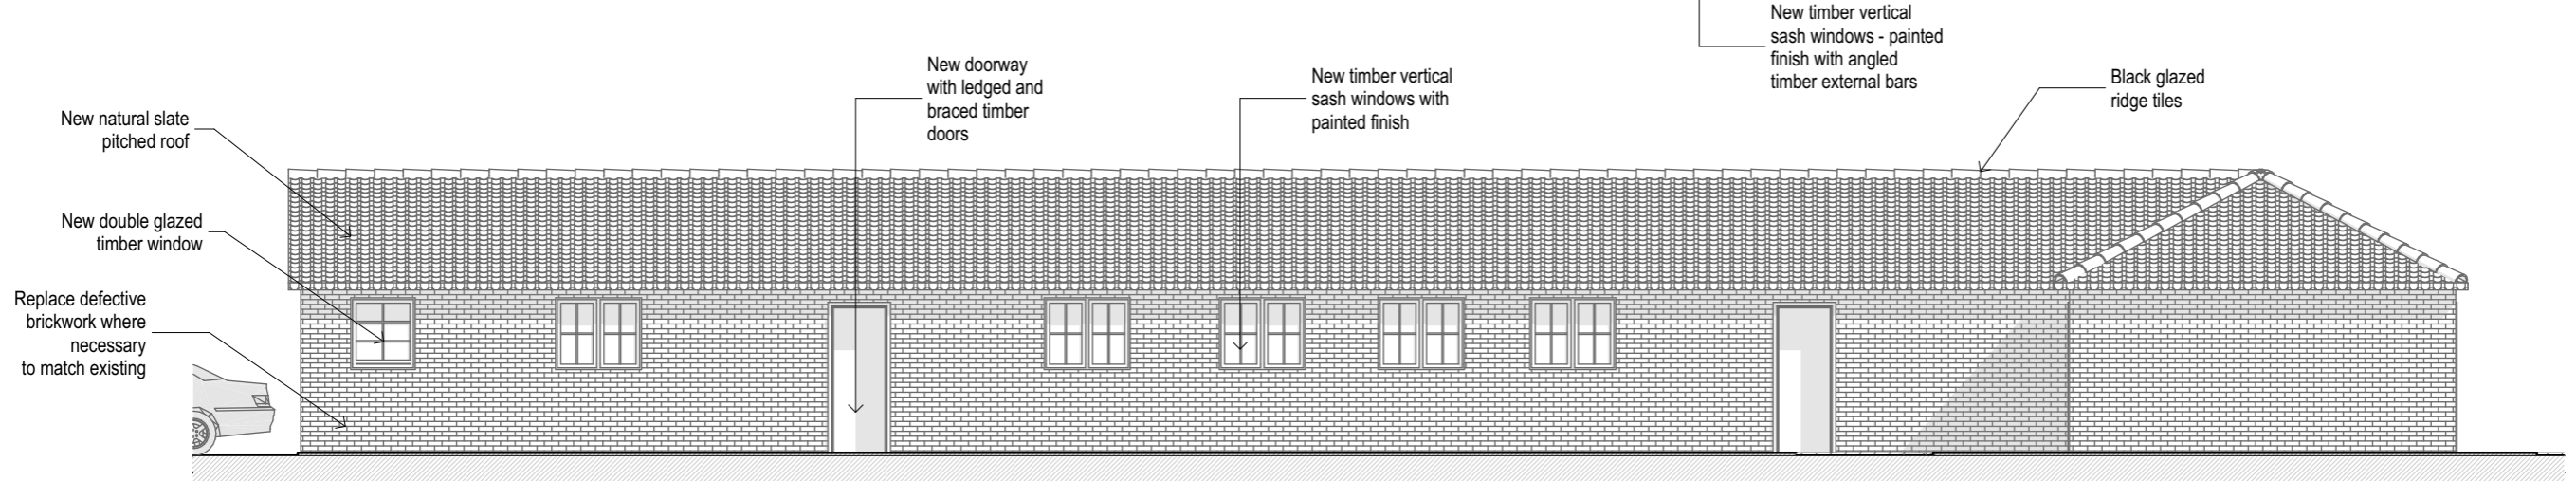 New timber vertical
sash windows - painted
finish with angled
timber external bars
New doorway
with ledged and
braced timber
doors
New timber vertical
sash windows with
painted finish
Black glazed
ridge tiles
New natural slate
pitched roof
New double glazed
timber window
Replace defective
brickwork where
necessary
to match existing